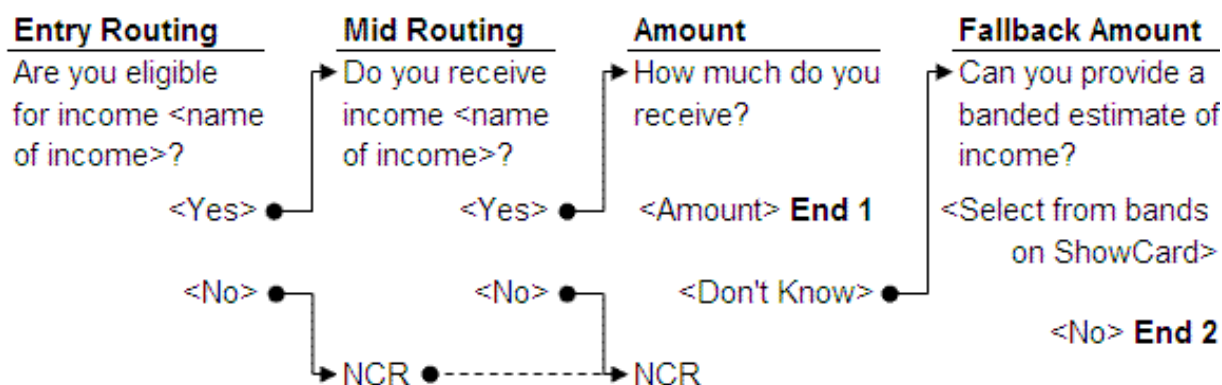 Entry Routing
Are you eligible
for income <name
of income>?
<Yes>
<No>
Mid Routing
Do you receive
income <name
of income>?
<Yes>
<No>
NCR
Amount
How much do you
receive?
<Amount> End 1
<Don't Know>
NCR
Fallback Amount
Can you provide a
banded estimate of
income?
<Select from bands
on ShowCard>
<No> End 2